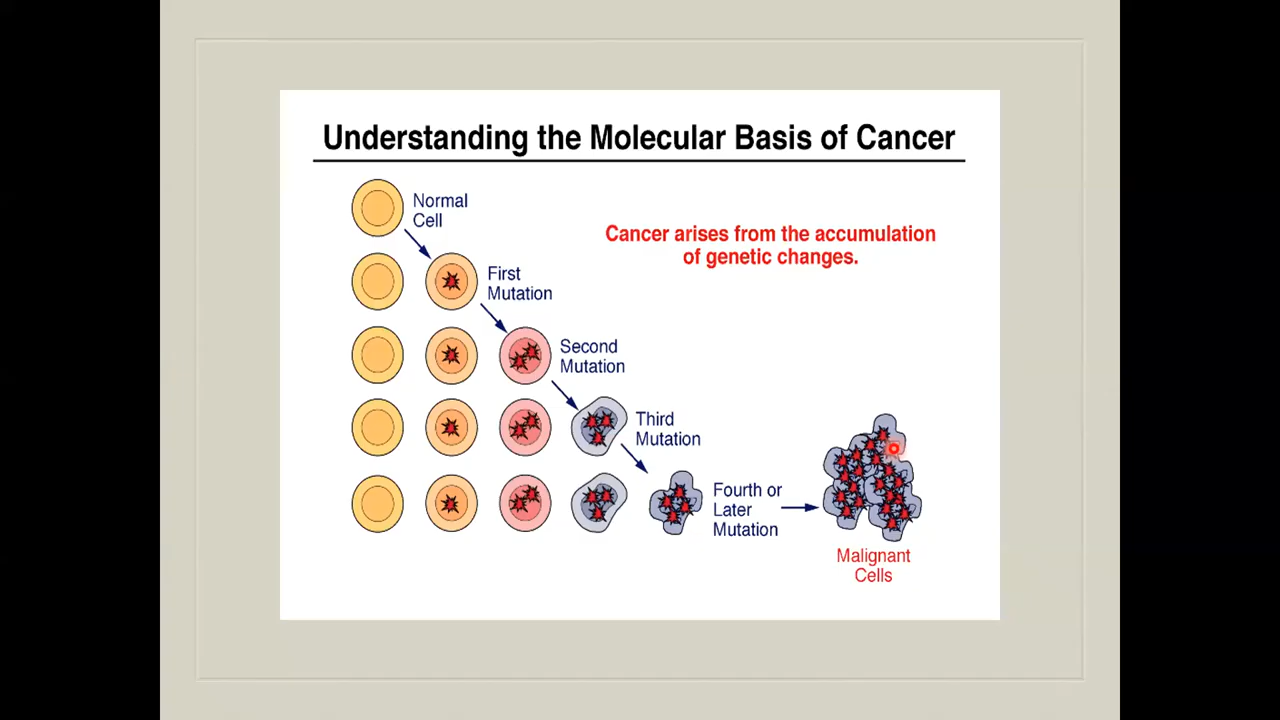 Understanding the Molecular Basis of Cancer
Normal
Cell
Cancer arises from the accumulation
of genetic changes.
First
Mutation
Second
Mutation
Third
Mutation
Fourth or
Later
Mutation
Malignant
Cells